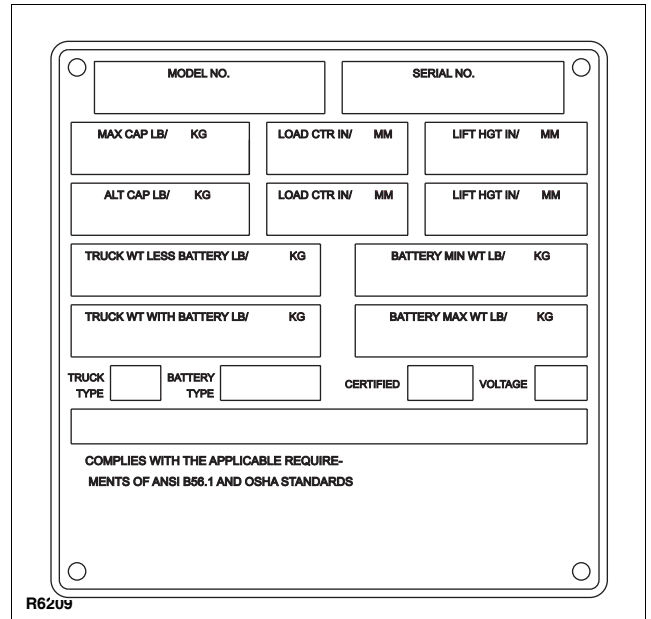 MODEL NO. SERIAL NO.
MAX CAP LB/ KG LOAD CTR IN/ MM LIFT HGT IN/ MM
ALT CAP LB/ KG LOAD CTR IN/ MM LIFT HGT IN/ MM
TRUCK WT LESS BATTERY LB/ KG BATTERY MIN WT LB/ KG
TRUCK WT WITH BATTERY LB/ KG BATTERY MAX WT LB/ KG
TRUCK TYPE BATTERY TYPE CERTIFIED VOLTAGE
COMPLIES WITH THE APPLICABLE REQUIRE-
MENTS OF ANSI B56.1 AND OSHA STANDARDS
R6209